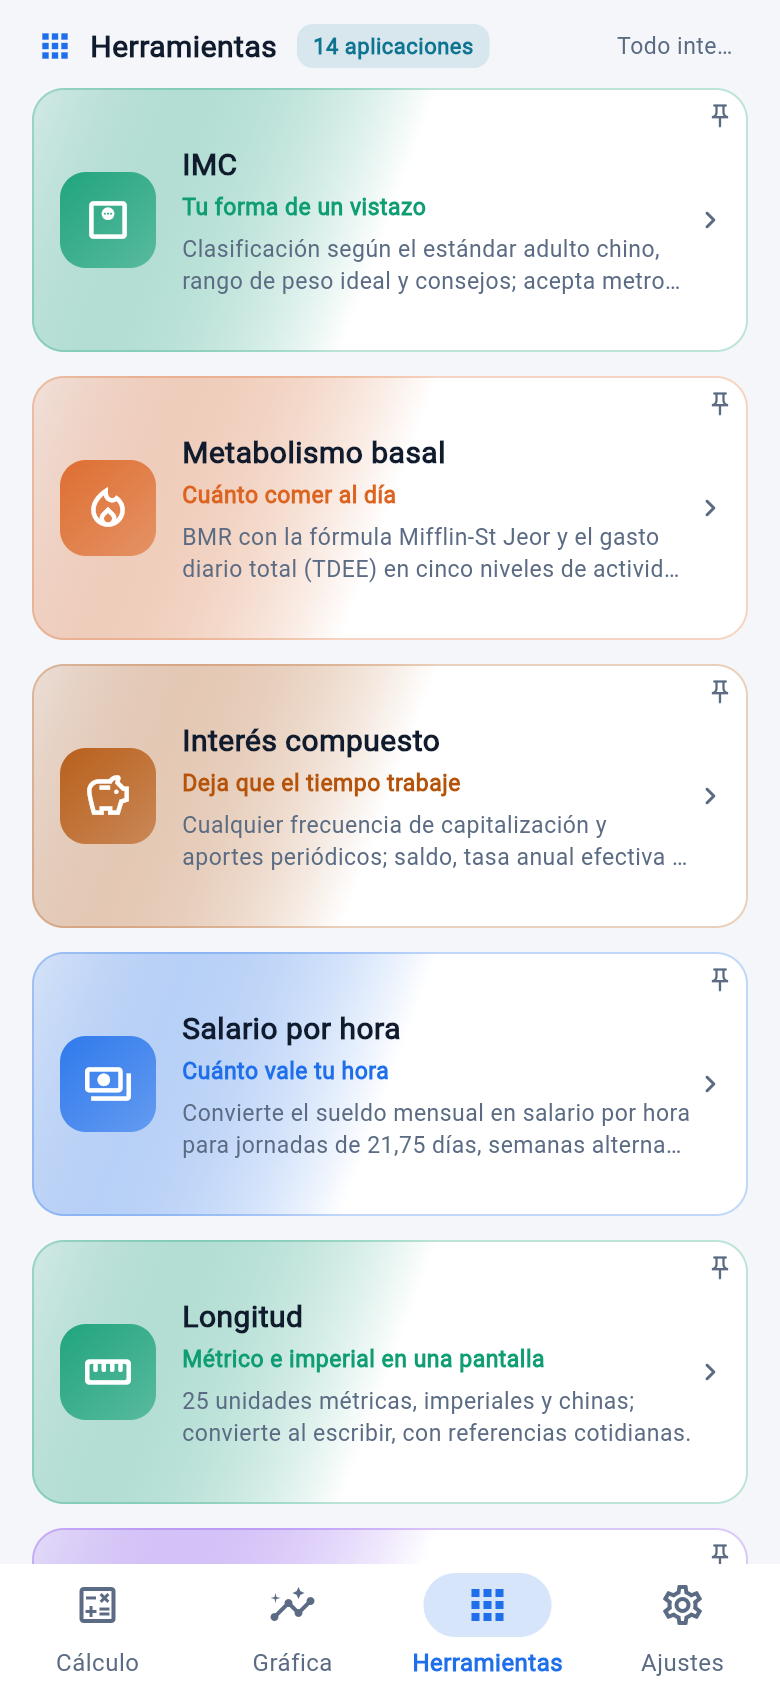 Herramientas
14 aplicaciones
Todo inte…
IMC
Tu forma de un vistazo
Clasificación según el estándar adulto chino,
rango de peso ideal y consejos; acepta metro…
Metabolismo basal
Cuánto comer al día
BMR con la fórmula Mifflin-St Jeor y el gasto
diario total (TDEE) en cinco niveles de activid…
Interés compuesto
Deja que el tiempo trabaje
Cualquier frecuencia de capitalización y
aportes periódicos; saldo, tasa anual efectiva …
Salario por hora
Cuánto vale tu hora
Convierte el sueldo mensual en salario por hora
para jornadas de 21,75 días, semanas alterna…
Longitud
Métrico e imperial en una pantalla
25 unidades métricas, imperiales y chinas;
convierte al escribir, con referencias cotidianas.
Cálculo
Gráfica
Herramientas
Ajustes